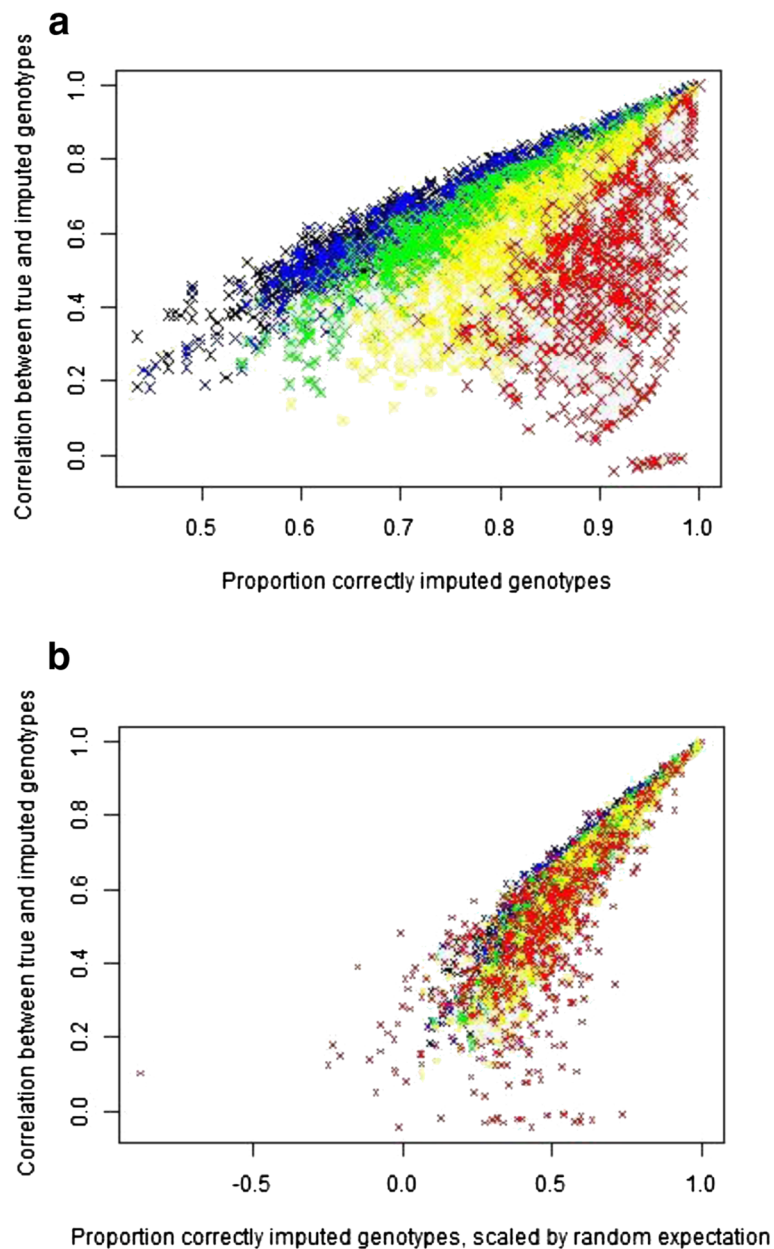 a
Correlation between true and imputed genotypes
1.0
0.8
0.6
0.4
0.2
0.0
0.5 0.6 0.7 0.8 0.9 1.0
Proportion correctly imputed genotypes
b
Correlation between true and imputed genotypes
1.0
0.8
0.6
0.4
0.2
0.0
-0.5 0.0 0.5 1.0
Proportion correctly imputed genotypes, scaled by random expectation